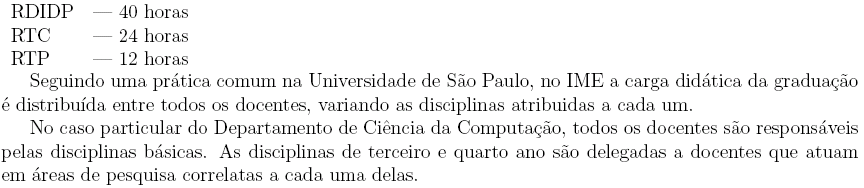 RDIDP — 40 horas
RTC — 24 horas
RTP — 12 horas
Seguindo uma prática comum na Universidade de São Paulo, no IME a carga didática da graduação
é distribuída entre todos os docentes, variando as disciplinas atribuidas a cada um.
No caso particular do Departamento de Ciência da Computação, todos os docentes são responsáveis
pelas disciplinas básicas. As disciplinas de terceiro e quarto ano são delegadas a docentes que atuam
em áreas de pesquisa correlatas a cada uma delas.